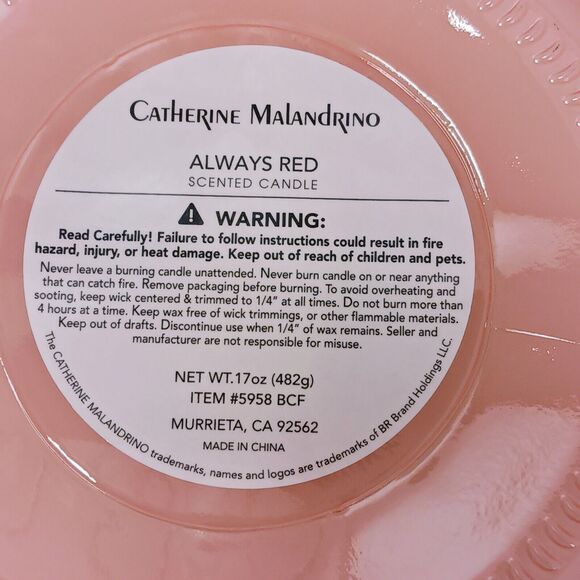 CATHERINE MALANDRINO
ALWAYS RED
SCENTED CANDLE
WARNING:
Read Carefully! Failure to follow instructions could result in fire
hazard, injury, or heat damage. Keep out of reach of children and pets.
Never leave a burning candle unattended. Never burn candle on or near anything
that can catch fire. Remove packaging before burning. To avoid overheating and
sooting, keep wick centered & trimmed to 1/4" at all times. Do not burn more than
4 hours at a time. Keep wax free of wick trimmings, or other flammable materials.
Keep out of drafts. Discontinue use when 1/4" of wax remains. Seller and
manufacturer are not responsible for misuse.
NET WT.17oz (482g)
ITEM #5958 BCF
MURRIETA, CA 92562
MADE IN CHINA
The CATHERINE MALANDRINO trademarks, names and logos are trademarks of BR Brand Holdings LLC.